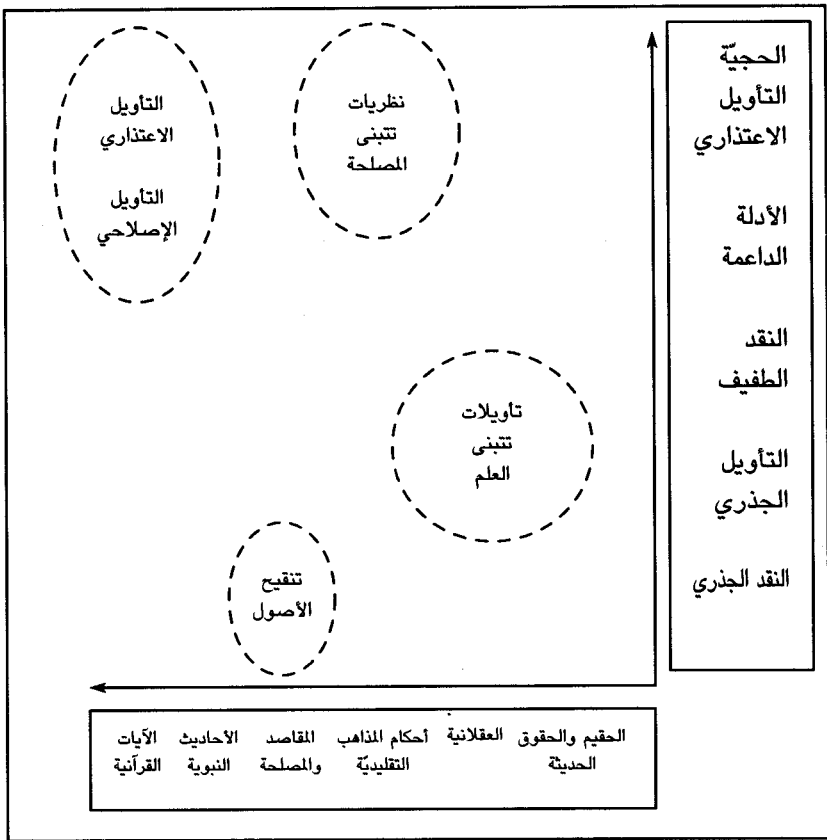 الحجيّة
التأويل
الاعتذاري
الأدلة
الداعمة
النقد
الطفيف
التأويل
الجذري
النقد الجذري
نظريات
تتبنى
المصلحة
التأويل
الاعتذاري
التأويل
الإصلاحي
تأويلات
تتبنى
العلم
تنقيح
الأصول
الحقيم والحقوق
الحديثة
العقلانية
أحكام المذاهب
التقليديّة
المقاصد
والمصلحة
الأحاديث
النبوية
الآيات
القرآنية